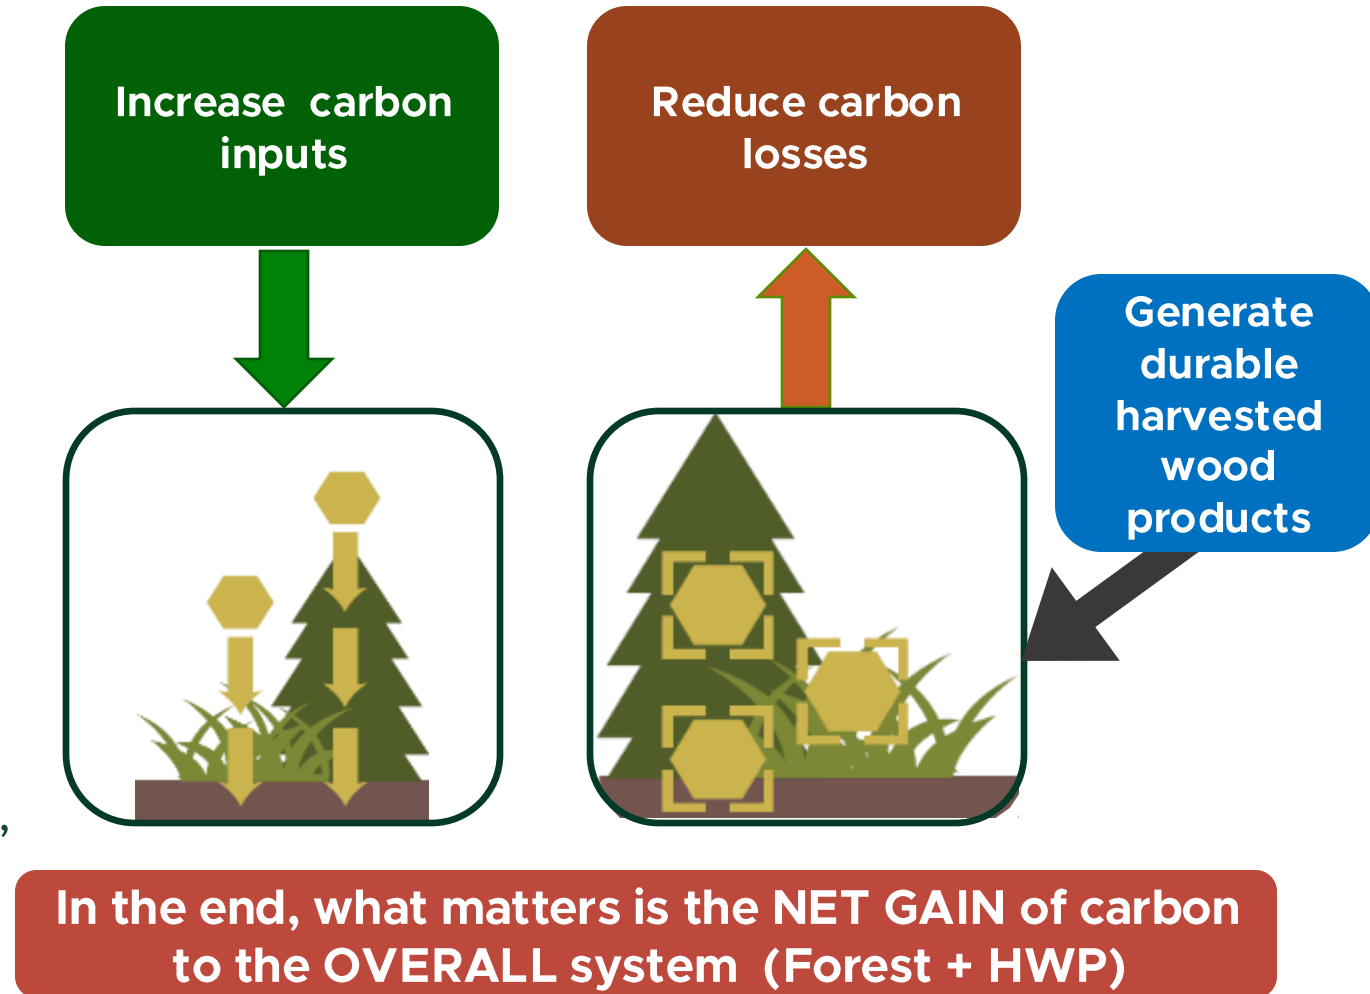 Increase carbon
inputs
Reduce carbon
losses
Generate
durable
harvested
wood
products
,
In the end, what matters is the NET GAIN of carbon
to the OVERALL system (Forest + HWP)